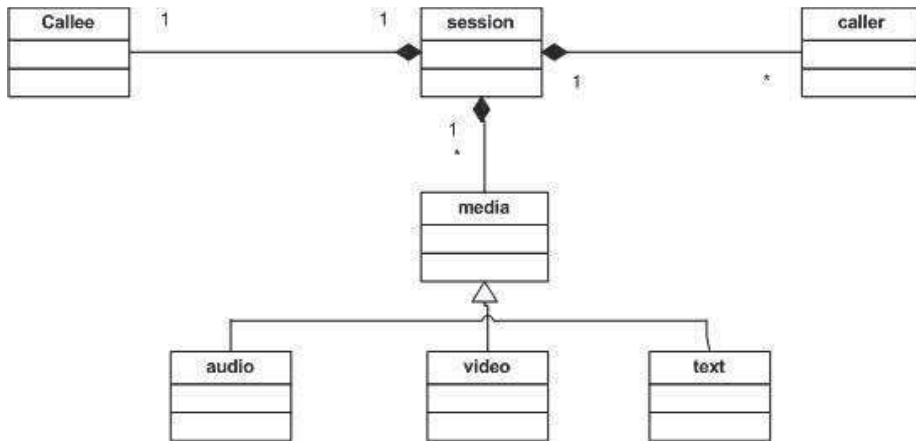 Callee
1
1
session
caller
1
*
1
*
media
audio
video
text